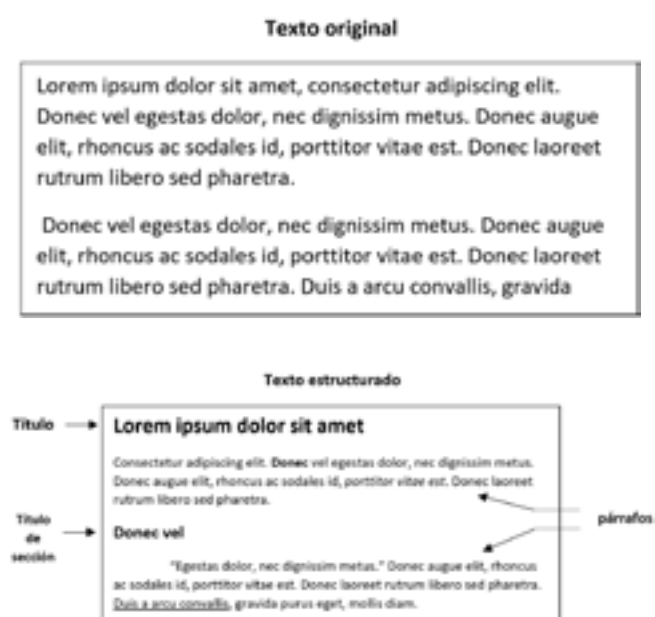 Texto original
Lorem ipsum dolor sit amet, consectetur adipiscing elit.
Donec vel egestas dolor, nec dignissim metus. Donec augue
elit, rhoncus ac sodales id, porttitor vitae est. Donec laoreet
rutrum libero sed pharetra.
Donec vel egestas dolor, nec dignissim metus. Donec augue
elit, rhoncus ac sodales id, porttitor vitae est. Donec laoreet
rutrum libero sed pharetra. Duis a arcu convallis, gravida
Texto estructurado
Título
Lorem ipsum dolor sit amet
Consectetur adipiscing elit. Donec vel egestas dolor, nec dignissim metus.
Donec augue elit, rhoncus ac sodales id, porttitor vitae est. Donec laoreet
rutrum libero sed pharetra.
párrafos
Título
de
sección
Donec vel
"Egestas dolor, nec dignissim metus." Donec augue elit, rhoncus
ac sodales id, porttitor vitae est. Donec laoreet rutrum libero sed pharetra.
Duis a arcu convallis, gravida purus eget, mollis diam.